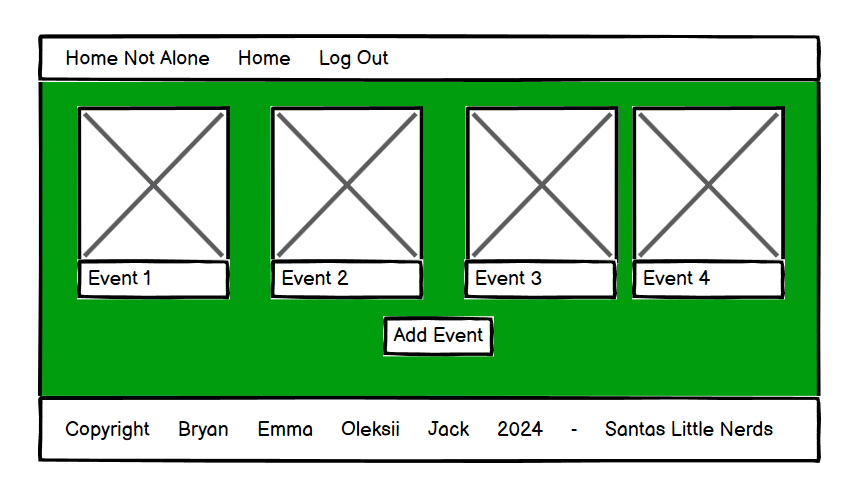 Home Not Alone Home Log Out
Event 1 Event 2 Event 3 Event 4
Add Event
Copyright Bryan Emma Oleksii Jack 2024 - Santas Little Nerds